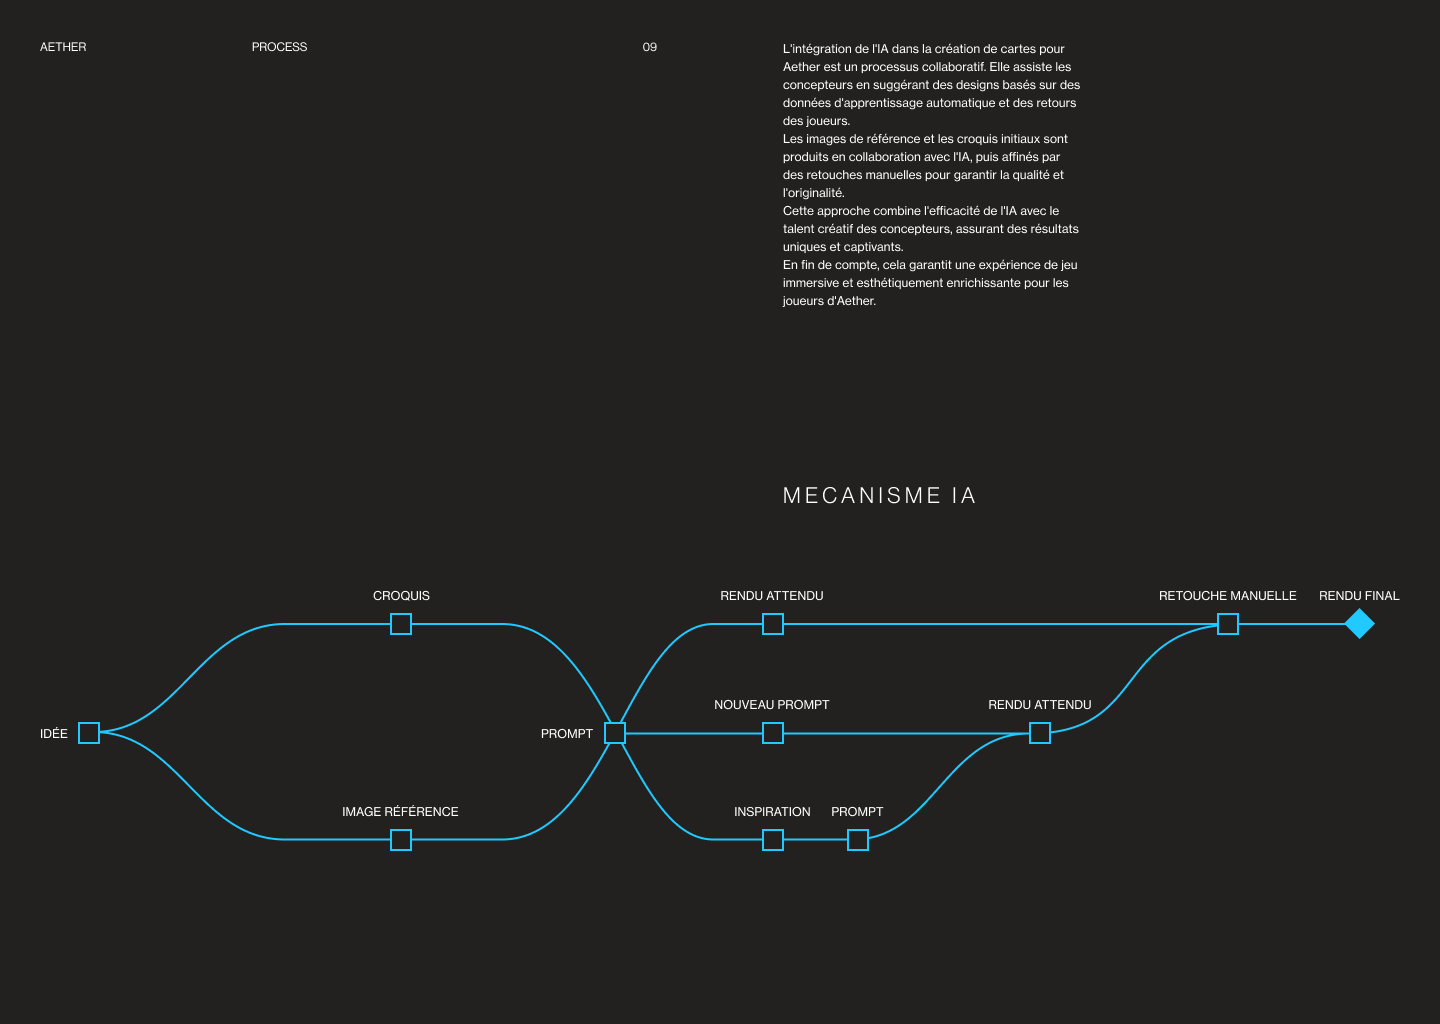 AETHER
PROCESS
09
L'intégration de l'IA dans la création de cartes pour
Aether est un processus collaboratif. Elle assiste les
concepteurs en suggérant des designs basés sur des
données d'apprentissage automatique et des retours
des joueurs.
Les images de référence et les croquis initiaux sont
produits en collaboration avec l'IA, puis affinés par
des retouches manuelles pour garantir la qualité et
l'originalité.
Cette approche combine l'efficacité de l'IA avec le
talent créatif des concepteurs, assurant des résultats
uniques et captivants.
En fin de compte, cela garantit une expérience de jeu
immersive et esthétiquement enrichissante pour les
joueurs d'Aether.
MECANISME IA
CROQUIS
RENDU ATTENDU
RETOUCHE MANUELLE
RENDU FINAL
NOUVEAU PROMPT
RENDU ATTENDU
IDÉE
PROMPT
IMAGE RÉFÉRENCE
INSPIRATION
PROMPT